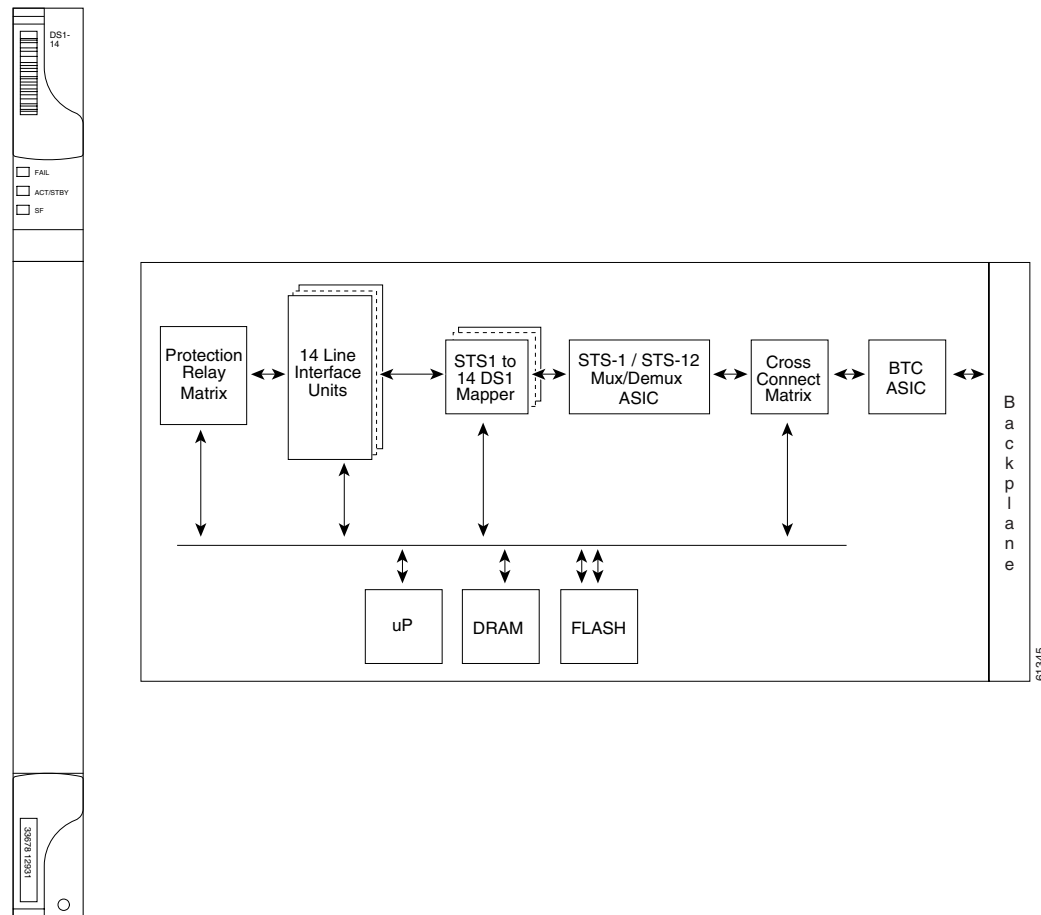 DS1-
14
FAIL
ACT/STBY
SF
33678 12931
Protection
Relay
Matrix
14 Line
Interface
Units
STS1 to
14 DS1
Mapper
STS-1 / STS-12
Mux/Demux
ASIC
Cross
Connect
Matrix
BTC
ASIC
B
a
c
k
p
l
a
n
e
uP
DRAM
FLASH
61345